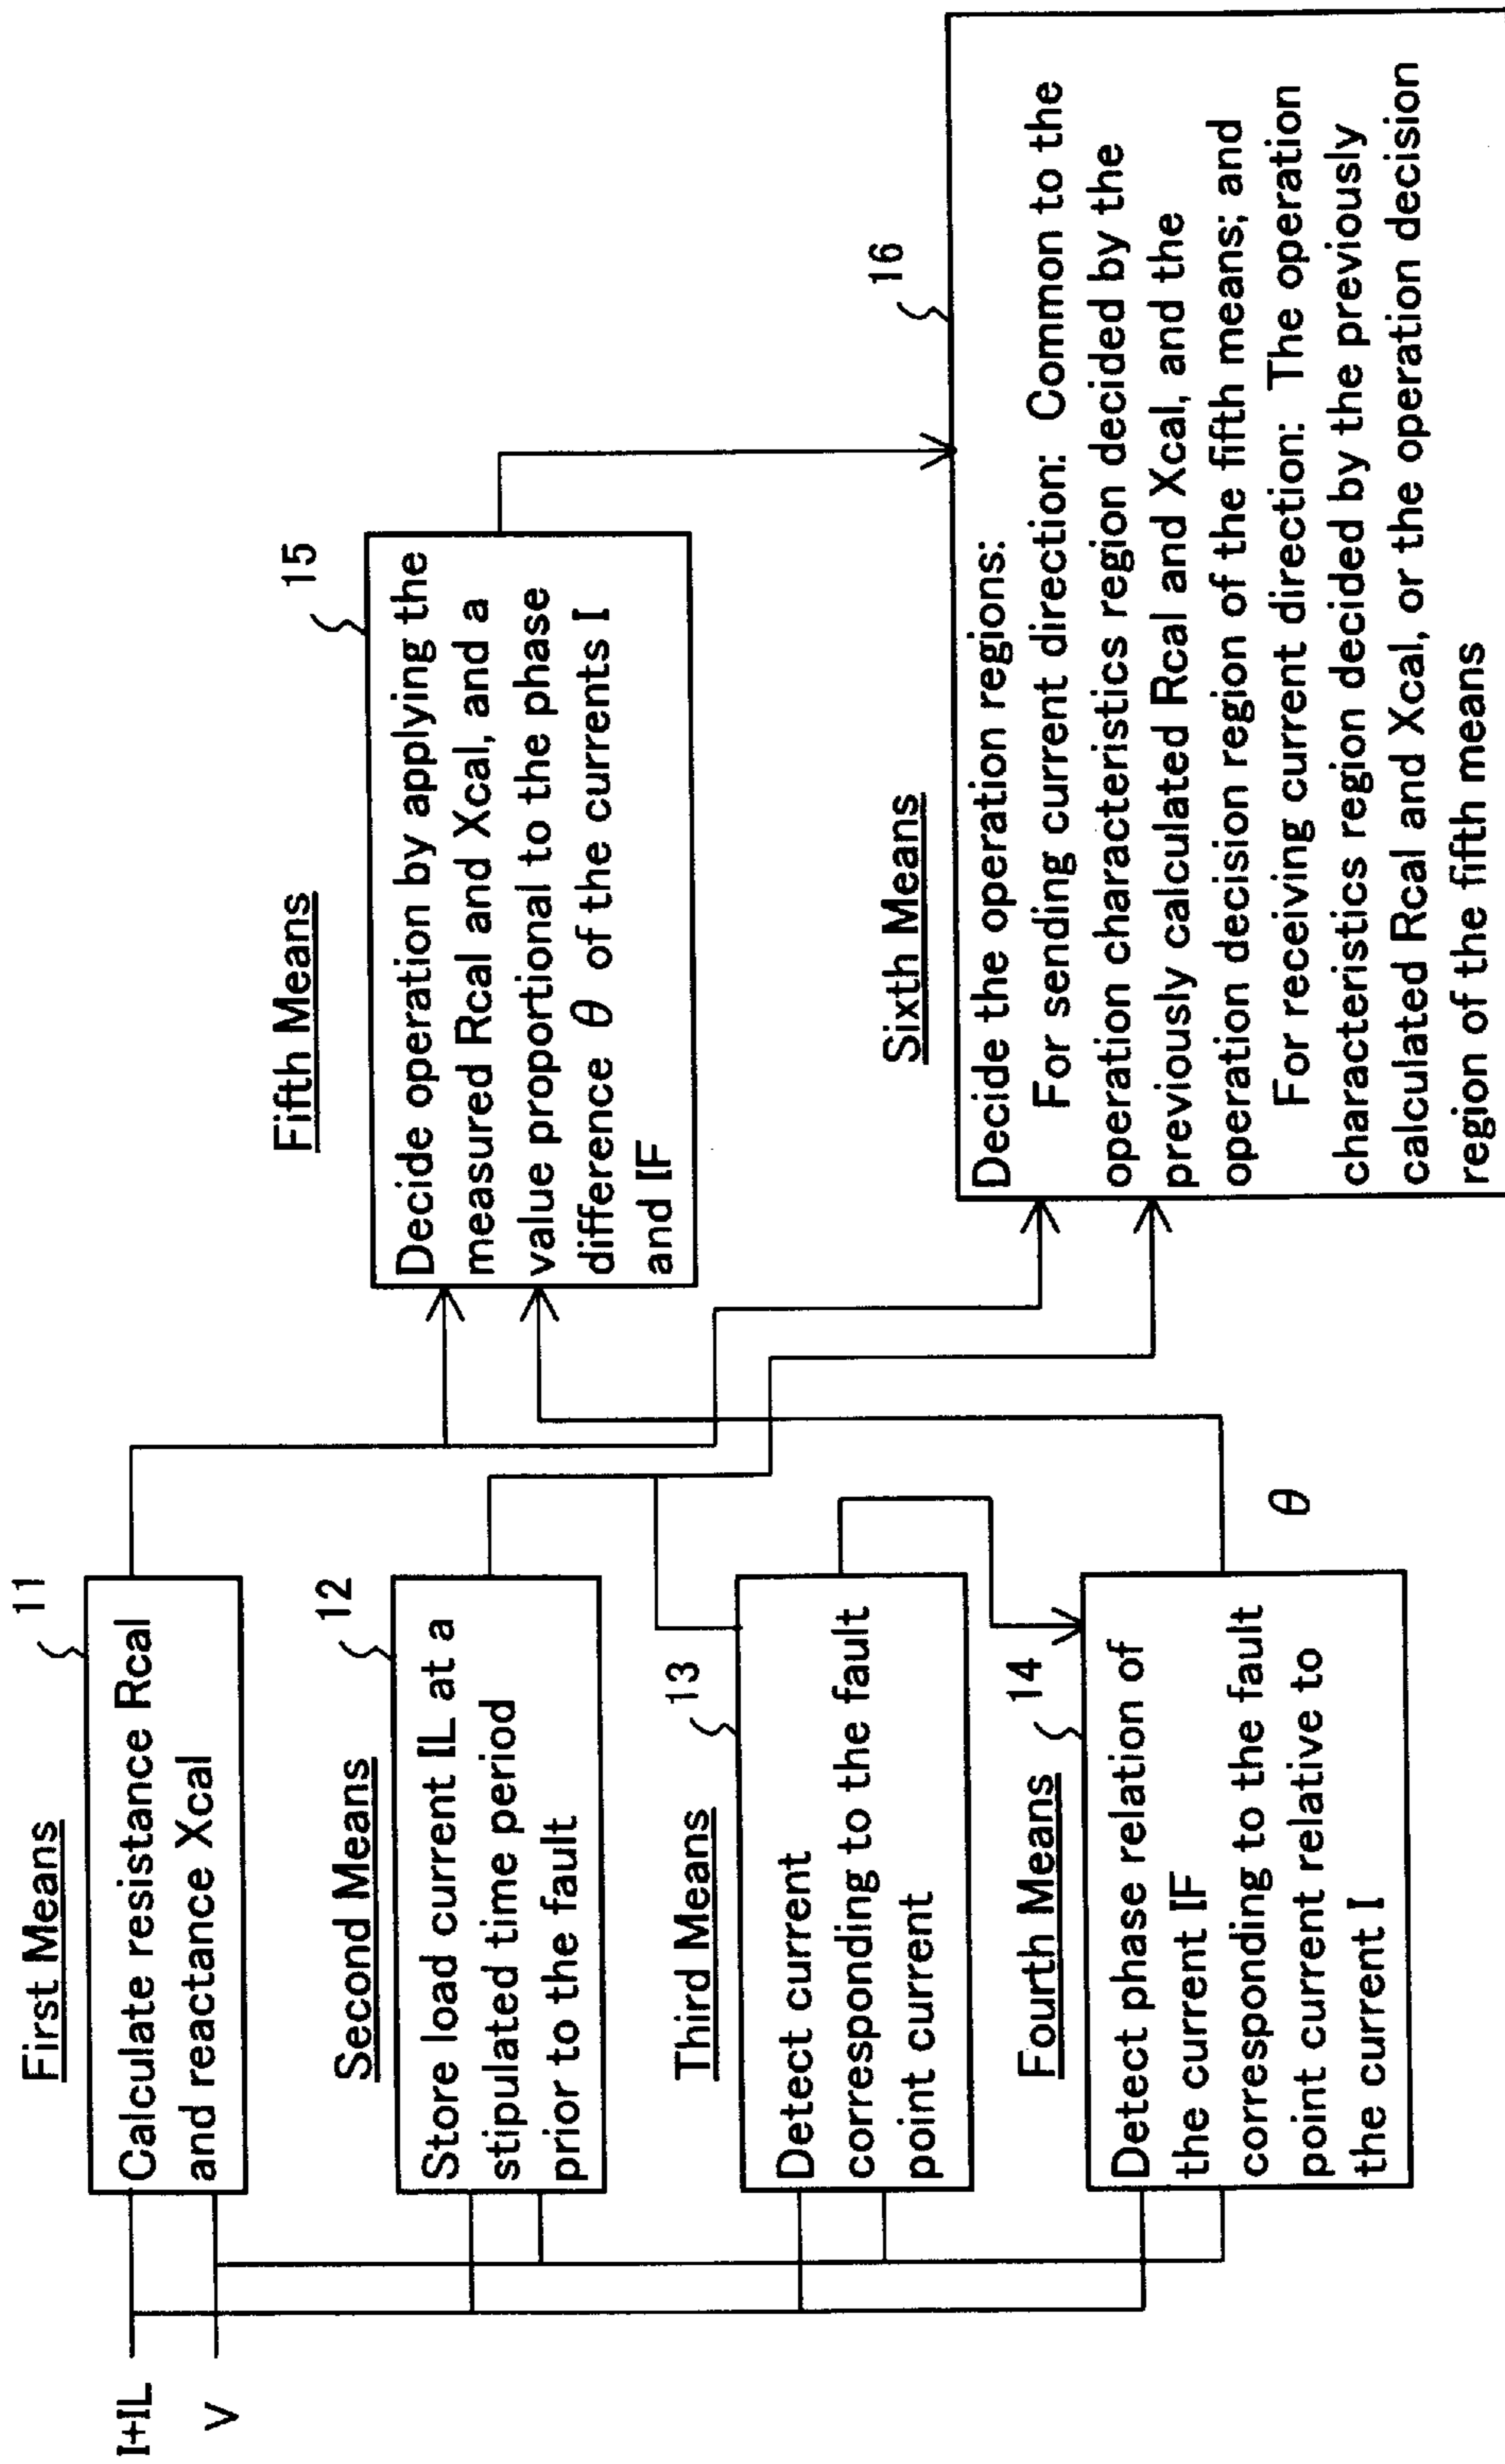 I+IL
V
First Means
11
Calculate resistance Rcal
and reactance Xcal
Second Means
12
Store load current IL at a
stipulated time period
prior to the fault
Third Means
13
Detect current
corresponding to the fault
point current
Fourth Means
14
Detect phase relation of
the current IF
corresponding to the fault
point current relative to
the current I
θ
Fifth Means
15
Decide operation by applying the
measured Rcal and Xcal, and a
value proportional to the phase
difference θ of the currents I
and IF
Sixth Means
16
Decide the operation regions:
For sending current direction: Common to the
operation characteristics region decided by the
previously calculated Rcal and Xcal, and the
operation decision region of the fifth means; and
For receiving current direction: The operation
characteristics region decided by the previously
calculated Rcal and Xcal, or the operation decision
region of the fifth means